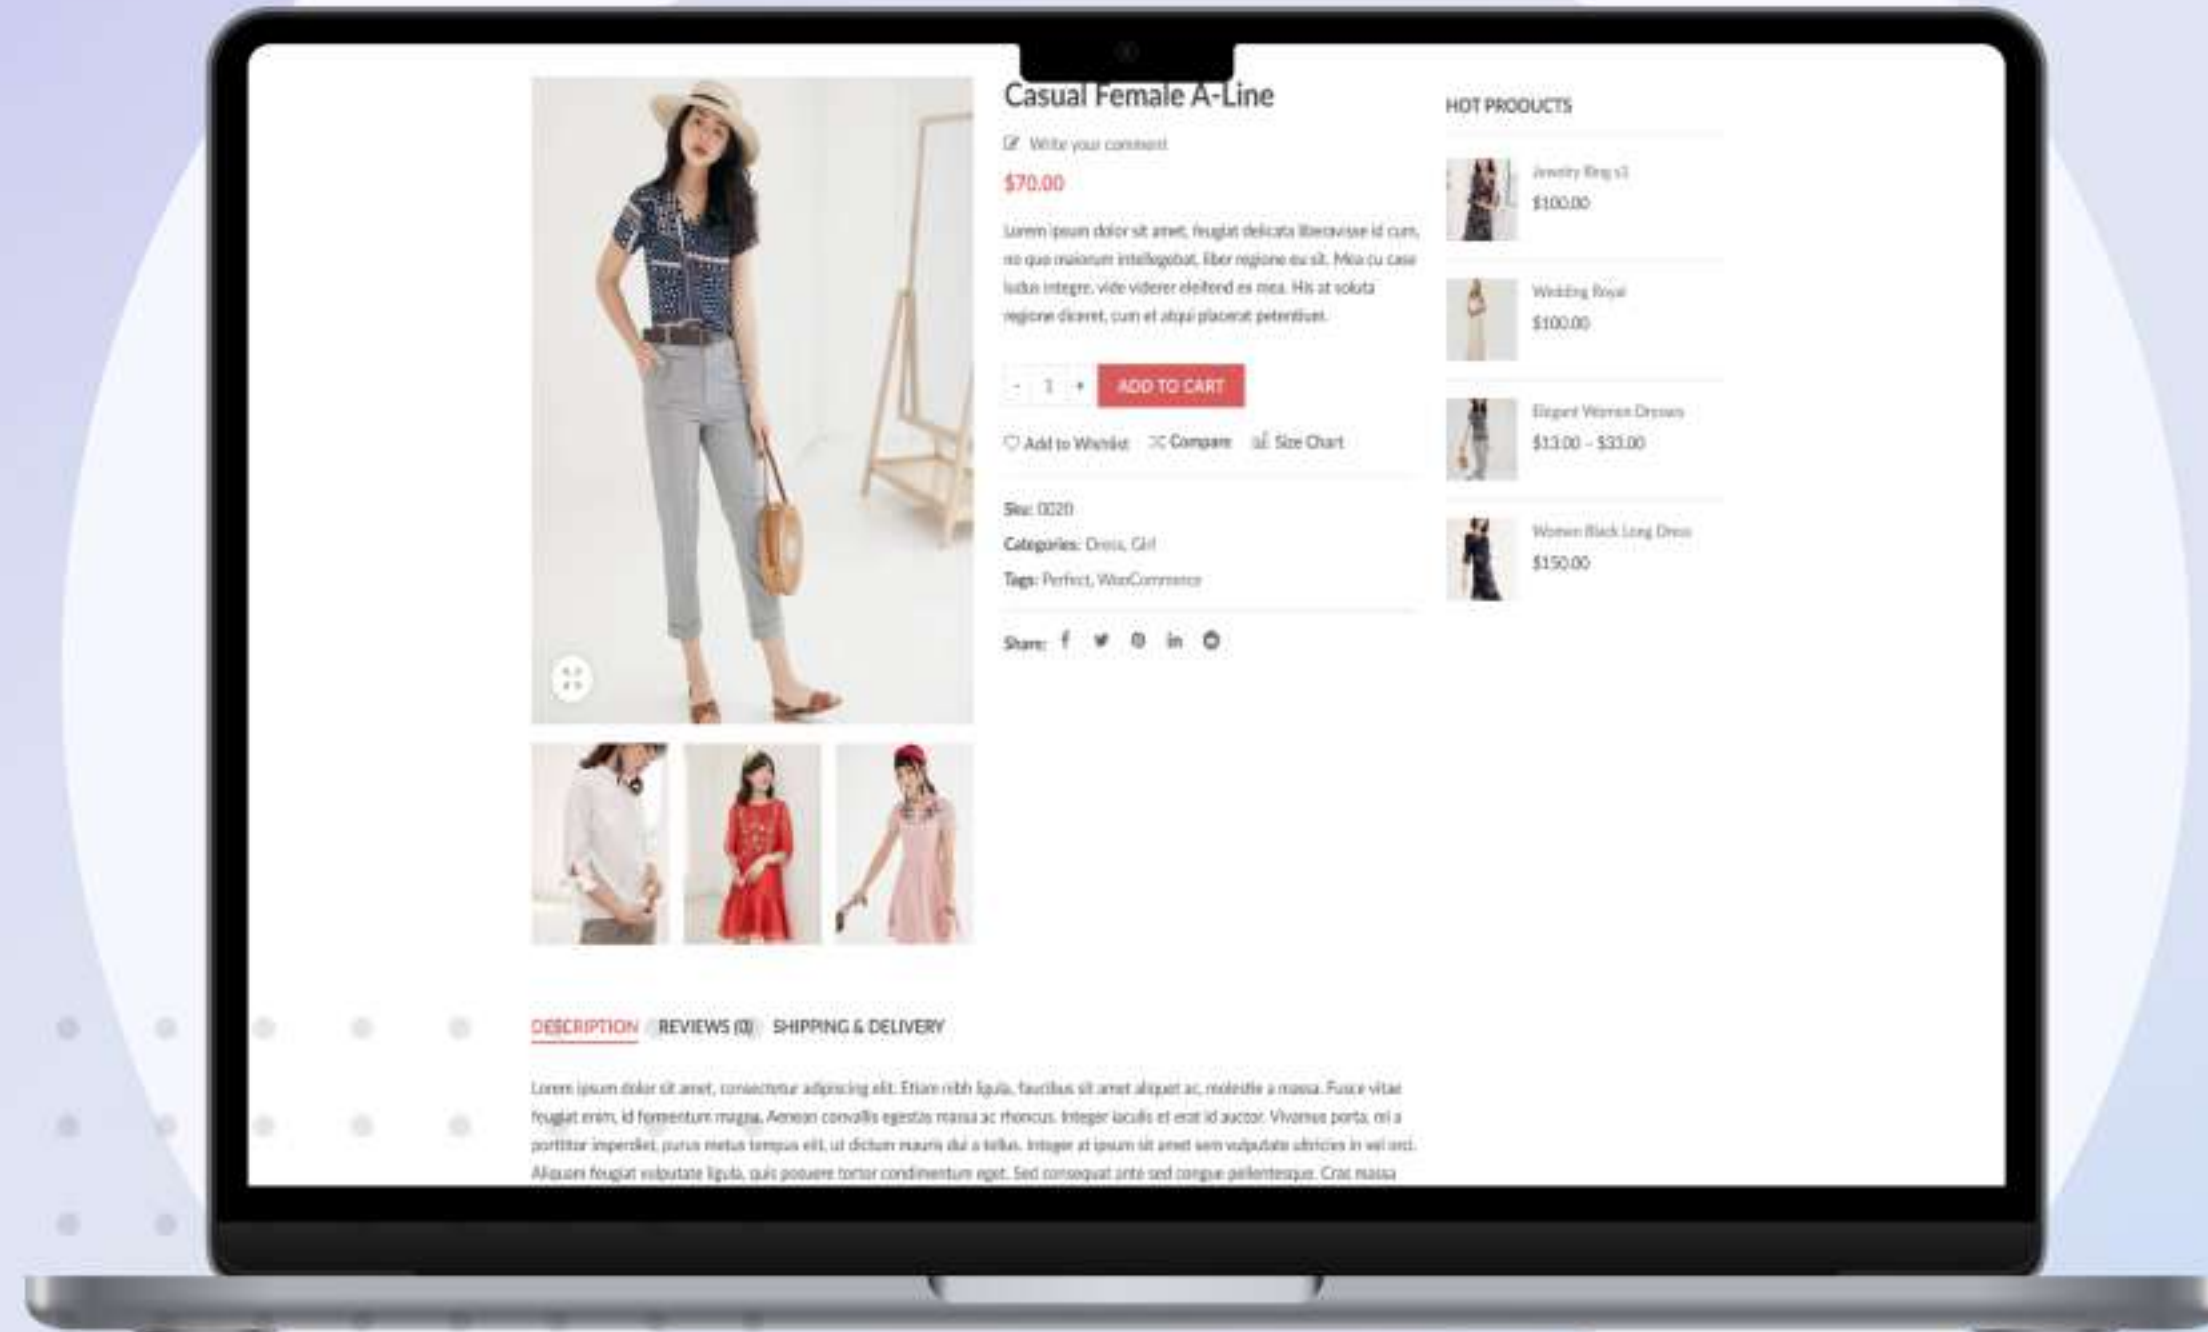 Casual Female A-Line
Write your comment
$70.00
Lorem ipsum dolor sit amet, feugiat delicata liberavisse id cum,
no quo maiorum intellegebat, liber regione eu sit. Mea cu case
ludus integre, vide viderer eleifend ex mea. His at soluta
regione diceret, cum et atqui placerat petentium.
- 1 +
ADD TO CART
Add to Wishlist
Compare
Size Chart
Sku: 0020
Categories: Dress, Girl
Tags: Perfect, WooCommerce
Share:
HOT PRODUCTS
Jewelry Ring s3
$100.00
Wedding Royal
$100.00
Elegant Women Dresses
$13.00 – $33.00
Women Black Long Dress
$150.00
DESCRIPTION
REVIEWS (0)
SHIPPING & DELIVERY
Lorem ipsum dolor sit amet, consectetur adipiscing elit. Etiam nibh ligula, faucibus sit amet aliquet ac, molestie a massa. Fusce vitae
feugiat enim, id fermentum magna. Aenean convallis egestas massa ac rhoncus. Integer iaculis et erat id auctor. Vivamus porta, mi a
porttitor imperdiet, purus metus tempus elit, ut dictum mauris dui a tellus. Integer at ipsum sit amet sem vulputate ultricies in vel orci.
Aliquam feugiat vulputate ligula, quis posuere tortor condimentum eget. Sed consequat ante sed congue pellentesque. Cras massa